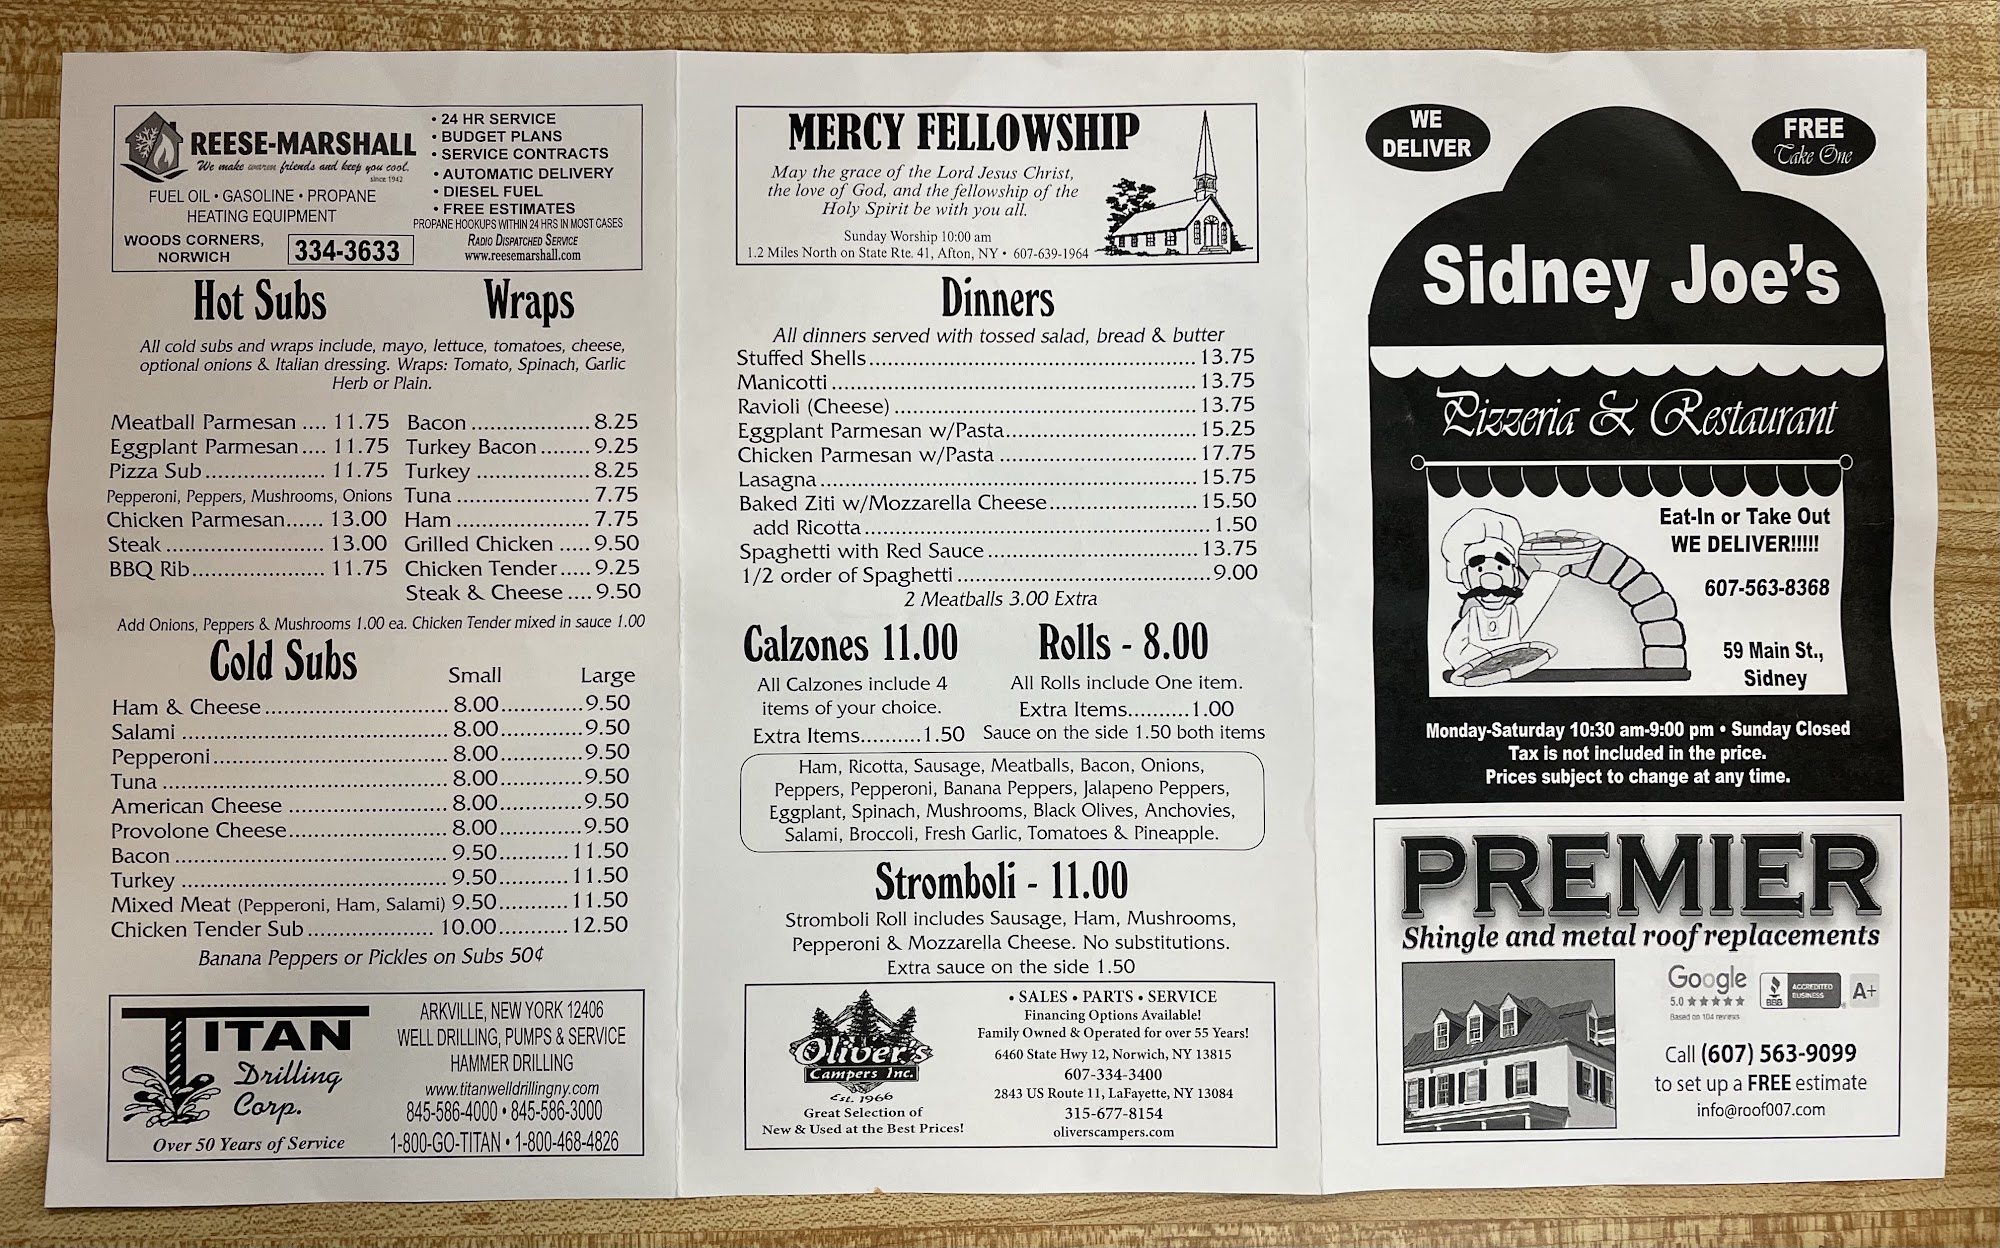 REESE-MARSHALL
We make warm friends and keep you cool.
since 1942
FUEL OIL • GASOLINE • PROPANE
HEATING EQUIPMENT
WOODS CORNERS,
NORWICH
334-3633
• 24 HR SERVICE
• BUDGET PLANS
• SERVICE CONTRACTS
• AUTOMATIC DELIVERY
• DIESEL FUEL
• FREE ESTIMATES
PROPANE HOOKUPS WITHIN 24 HRS IN MOST CASES
RADIO DISPATCHED SERVICE
www.reesemarshall.com
Hot Subs
Wraps
All cold subs and wraps include, mayo, lettuce, tomatoes, cheese,
optional onions & Italian dressing. Wraps: Tomato, Spinach, Garlic
Herb or Plain.
Meatball Parmesan .... 11.75
Eggplant Parmesan.... 11.75
Pizza Sub..................... 11.75
Pepperoni, Peppers, Mushrooms, Onions
Chicken Parmesan...... 13.00
Steak ........................... 13.00
BBQ Rib....................... 11.75
Bacon .................... 8.25
Turkey Bacon ........ 9.25
Turkey ................... 8.25
Tuna ...................... 7.75
Ham ...................... 7.75
Grilled Chicken ..... 9.50
Chicken Tender..... 9.25
Steak & Cheese .... 9.50
Add Onions, Peppers & Mushrooms 1.00 ea. Chicken Tender mixed in sauce 1.00
Cold Subs
Small Large
Ham & Cheese ............................... 8.00..............9.50
Salami ............................................. 8.00..............9.50
Pepperoni........................................ 8.00..............9.50
Tuna ................................................ 8.00..............9.50
American Cheese ........................... 8.00..............9.50
Provolone Cheese........................... 8.00..............9.50
Bacon .............................................. 9.50............11.50
Turkey ............................................. 9.50............11.50
Mixed Meat (Pepperoni, Ham, Salami) 9.50............11.50
Chicken Tender Sub ..................... 10.00............12.50
Banana Peppers or Pickles on Subs 50¢
TITAN
Drilling
Corp.
Over 50 Years of Service
ARKVILLE, NEW YORK 12406
WELL DRILLING, PUMPS & SERVICE
HAMMER DRILLING
www.titanwelldrillingny.com
845-586-4000 • 845-586-3000
1-800-GO-TITAN • 1-800-468-4826
MERCY FELLOWSHIP
May the grace of the Lord Jesus Christ,
the love of God, and the fellowship of the
Holy Spirit be with you all.
Sunday Worship 10:00 am
1.2 Miles North on State Rte. 41, Afton, NY • 607-639-1964
Dinners
All dinners served with tossed salad, bread & butter
Stuffed Shells..................................................... 13.75
Manicotti ........................................................... 13.75
Ravioli (Cheese) ................................................. 13.75
Eggplant Parmesan w/Pasta............................... 15.25
Chicken Parmesan w/Pasta ................................ 17.75
Lasagna ............................................................. 15.75
Baked Ziti w/Mozzarella Cheese........................ 15.50
add Ricotta........................................................ 1.50
Spaghetti with Red Sauce .................................. 13.75
1/2 order of Spaghetti ......................................... 9.00
2 Meatballs 3.00 Extra
Calzones 11.00
All Calzones include 4
items of your choice.
Extra Items..........1.50
Rolls - 8.00
All Rolls include One item.
Extra Items..........1.00
Sauce on the side 1.50 both items
Ham, Ricotta, Sausage, Meatballs, Bacon, Onions,
Peppers, Pepperoni, Banana Peppers, Jalapeno Peppers,
Eggplant, Spinach, Mushrooms, Black Olives, Anchovies,
Salami, Broccoli, Fresh Garlic, Tomatoes & Pineapple.
Stromboli - 11.00
Stromboli Roll includes Sausage, Ham, Mushrooms,
Pepperoni & Mozzarella Cheese. No substitutions.
Extra sauce on the side 1.50
Oliver's
Campers Inc.
Est. 1966
Great Selection of
New & Used at the Best Prices!
• SALES • PARTS • SERVICE
Financing Options Available!
Family Owned & Operated for over 55 Years!
6460 State Hwy 12, Norwich, NY 13815
607-334-3400
2843 US Route 11, LaFayette, NY 13084
315-677-8154
oliverscampers.com
WE
DELIVER
FREE
Take One
Sidney Joe's
Pizzeria & Restaurant
Eat-In or Take Out
WE DELIVER!!!!!
607-563-8368
59 Main St.,
Sidney
Monday-Saturday 10:30 am-9:00 pm • Sunday Closed
Tax is not included in the price.
Prices subject to change at any time.
PREMIER
Shingle and metal roof replacements
Google
5.0 ★★★★★
Based on 104 reviews
BBB
ACCREDITED
BUSINESS
A+
Call (607) 563-9099
to set up a FREE estimate
info@roof007.com